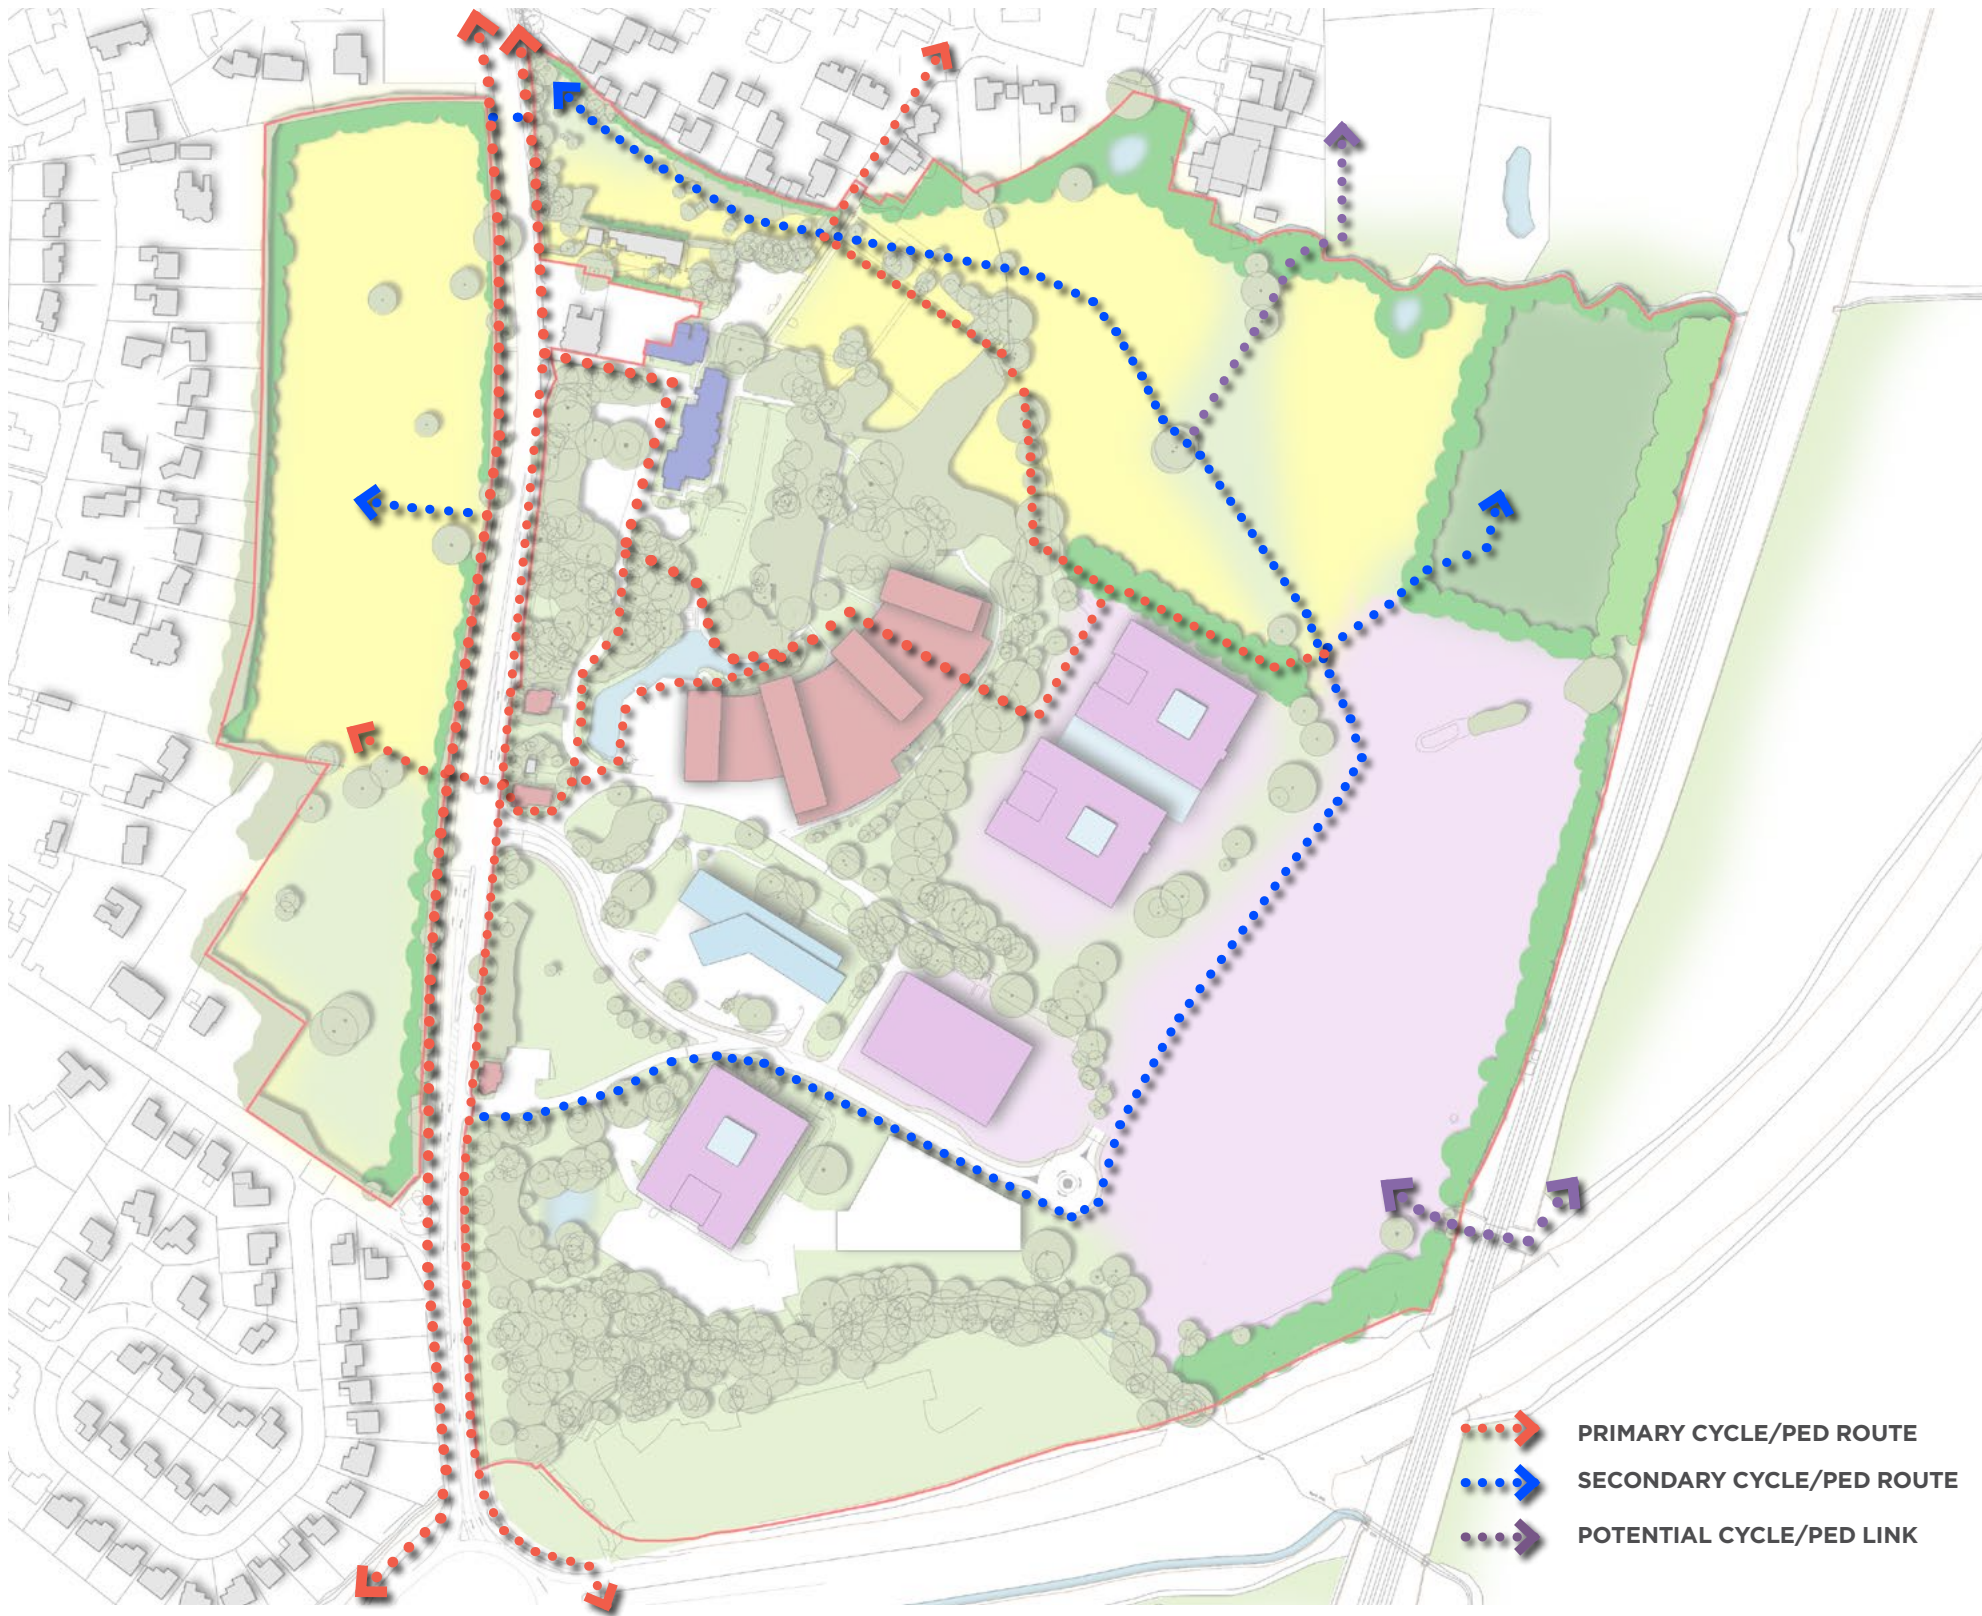 PRIMARY CYCLE/PED ROUTE
SECONDARY CYCLE/PED ROUTE
POTENTIAL CYCLE/PED LINK